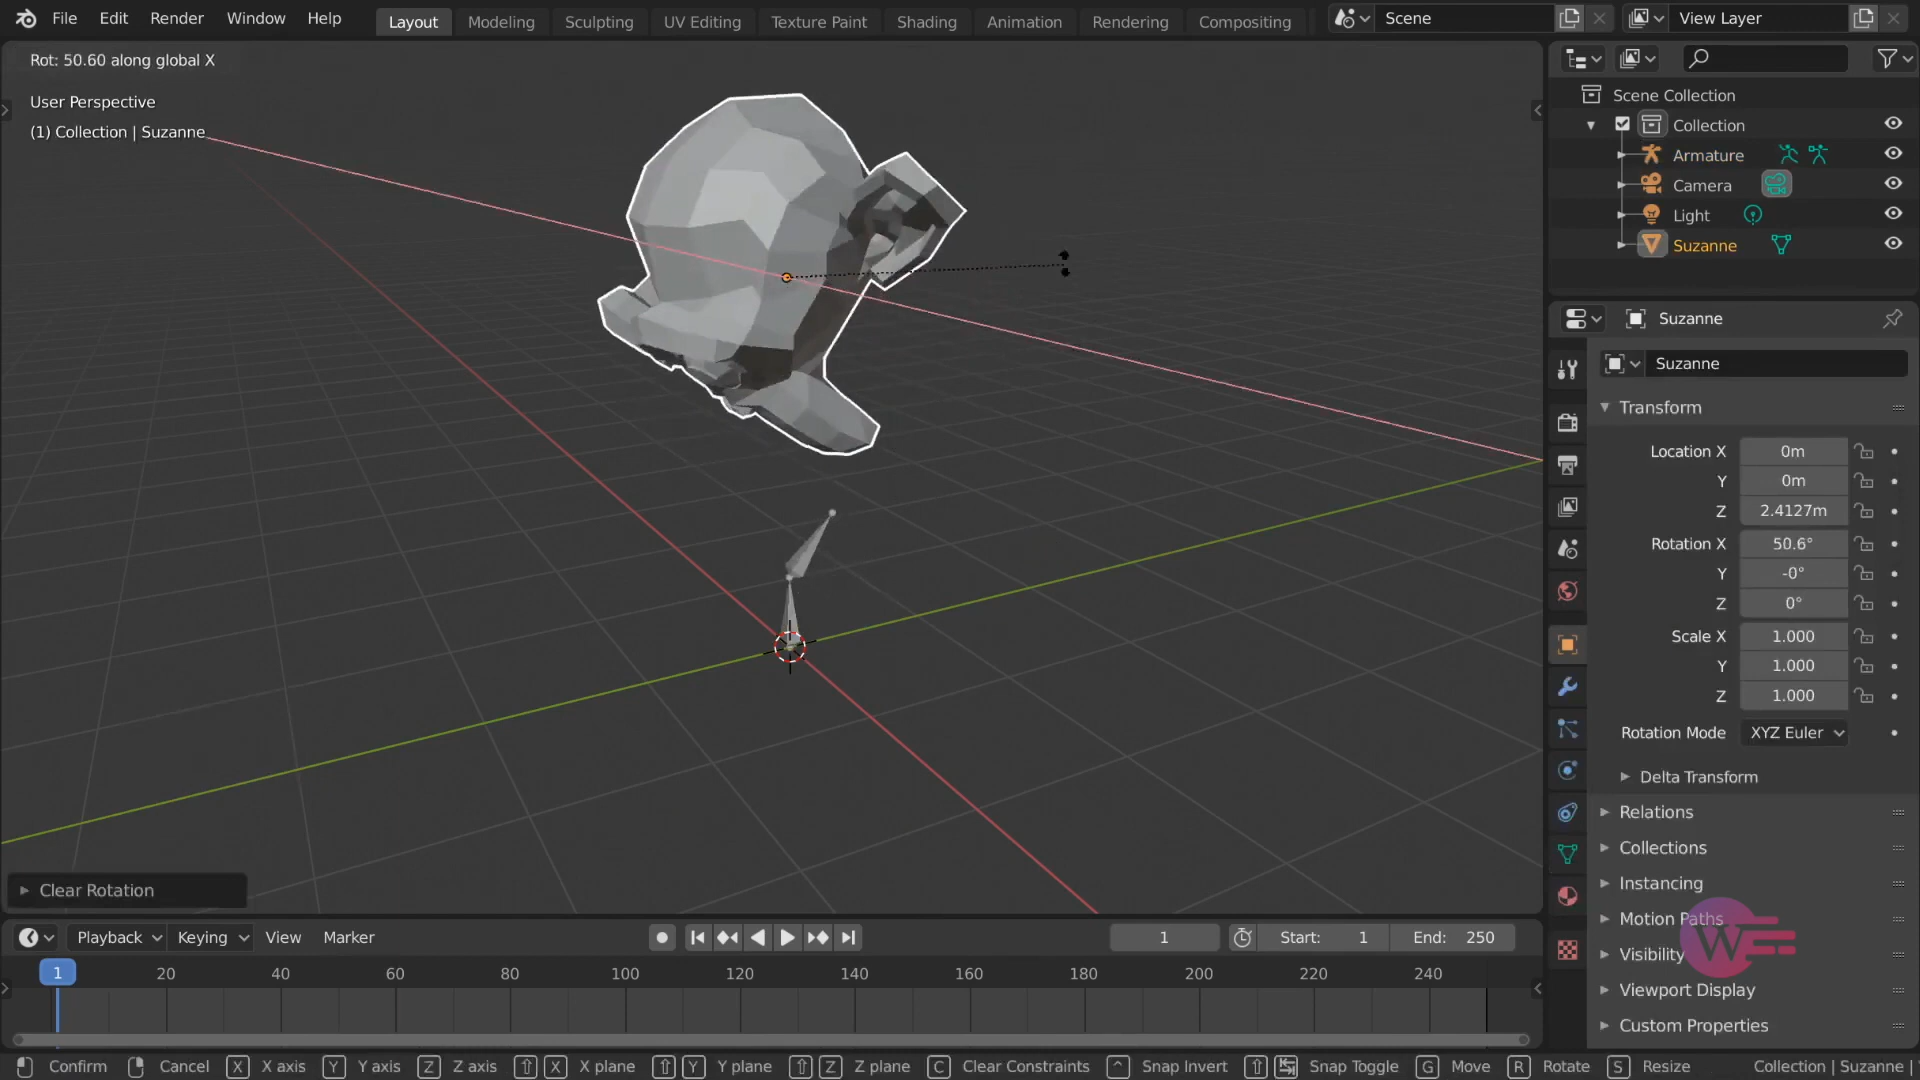 File Edit Render Window Help Layout Modeling Sculpting UV Editing Texture Paint Shading Animation Rendering Compositing Scene View Layer
Rot: 50.60 along global X
User Perspective
(1) Collection | Suzanne
Scene Collection
Collection
Armature
Camera
Light
Suzanne
Suzanne
Suzanne
Transform
Location X 0m
Y 0m
Z 2.4127m
Rotation X 50.6°
Y -0°
Z 0°
Scale X 1.000
Y 1.000
Z 1.000
Rotation Mode XYZ Euler
Delta Transform
Relations
Collections
Instancing
Motion Paths
Visibility
Viewport Display
Custom Properties
Clear Rotation
Playback Keying View Marker 1 Start: 1 End: 250
1 20 40 60 80 100 120 140 160 180 200 220 240
Confirm Cancel X X axis Y Y axis Z Z axis X X plane Y Y plane Z Z plane C Clear Constraints ^ Snap Invert Snap Toggle G Move R Rotate S Resize Collection | Suzanne |